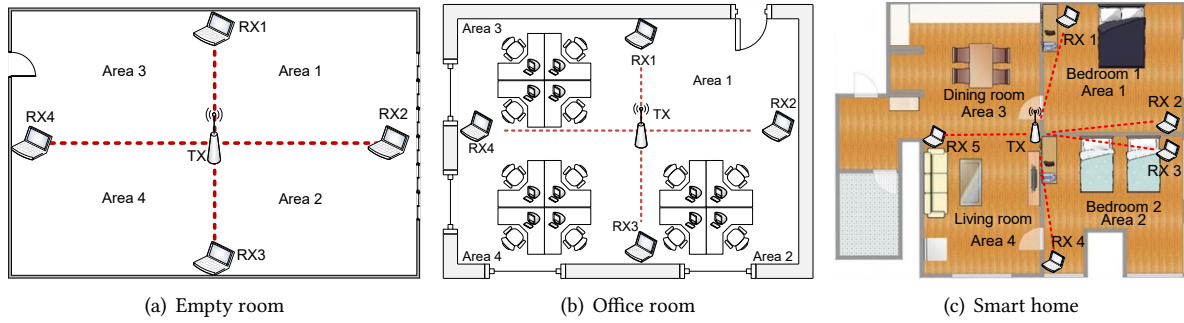 RX1
Area 3
Area 1
RX4
RX2
TX
Area 4
Area 2
RX3
(a) Empty room
Area 3
RX1
Area 1
TX
RX2
RX4
RX3
Area 4
Area 2
(b) Office room
RX 1
Bedroom 1
Area 1
Dining room
Area 3
RX 2
TX
RX 5
RX 3
Bedroom 2
Area 2
Living room
Area 4
RX 4
(c) Smart home